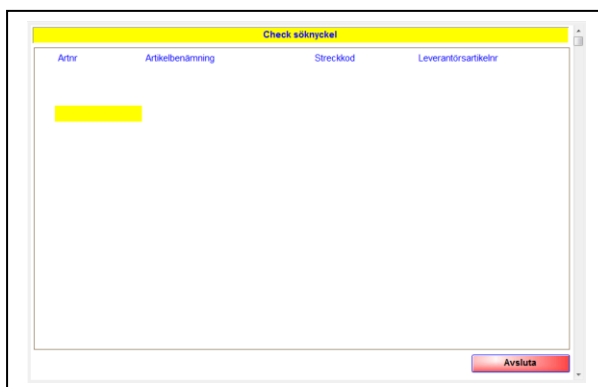 Check söknyckel
Artnr Artikelbenämning Streckkod Leverantörsartikelnr
Avsluta